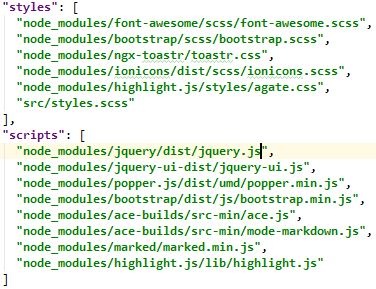 "styles": [
"node_modules/font-awesome/scss/font-awesome.scss",
"node_modules/bootstrap/scss/bootstrap.scss",
"node_modules/ngx-toastr/toastr.css",
"node_modules/ionicons/dist/scss/ionicons.scss",
"node_modules/highlight.js/styles/agate.css",
"src/styles.scss"
],
"scripts": [
"node_modules/jquery/dist/jquery.js",
"node_modules/jquery-ui-dist/jquery-ui.js",
"node_modules/popper.js/dist/umd/popper.min.js",
"node_modules/bootstrap/dist/js/bootstrap.min.js",
"node_modules/ace-builds/src-min/ace.js",
"node_modules/ace-builds/src-min/mode-markdown.js",
"node_modules/marked/marked.min.js",
"node_modules/highlight.js/lib/highlight.js"
]